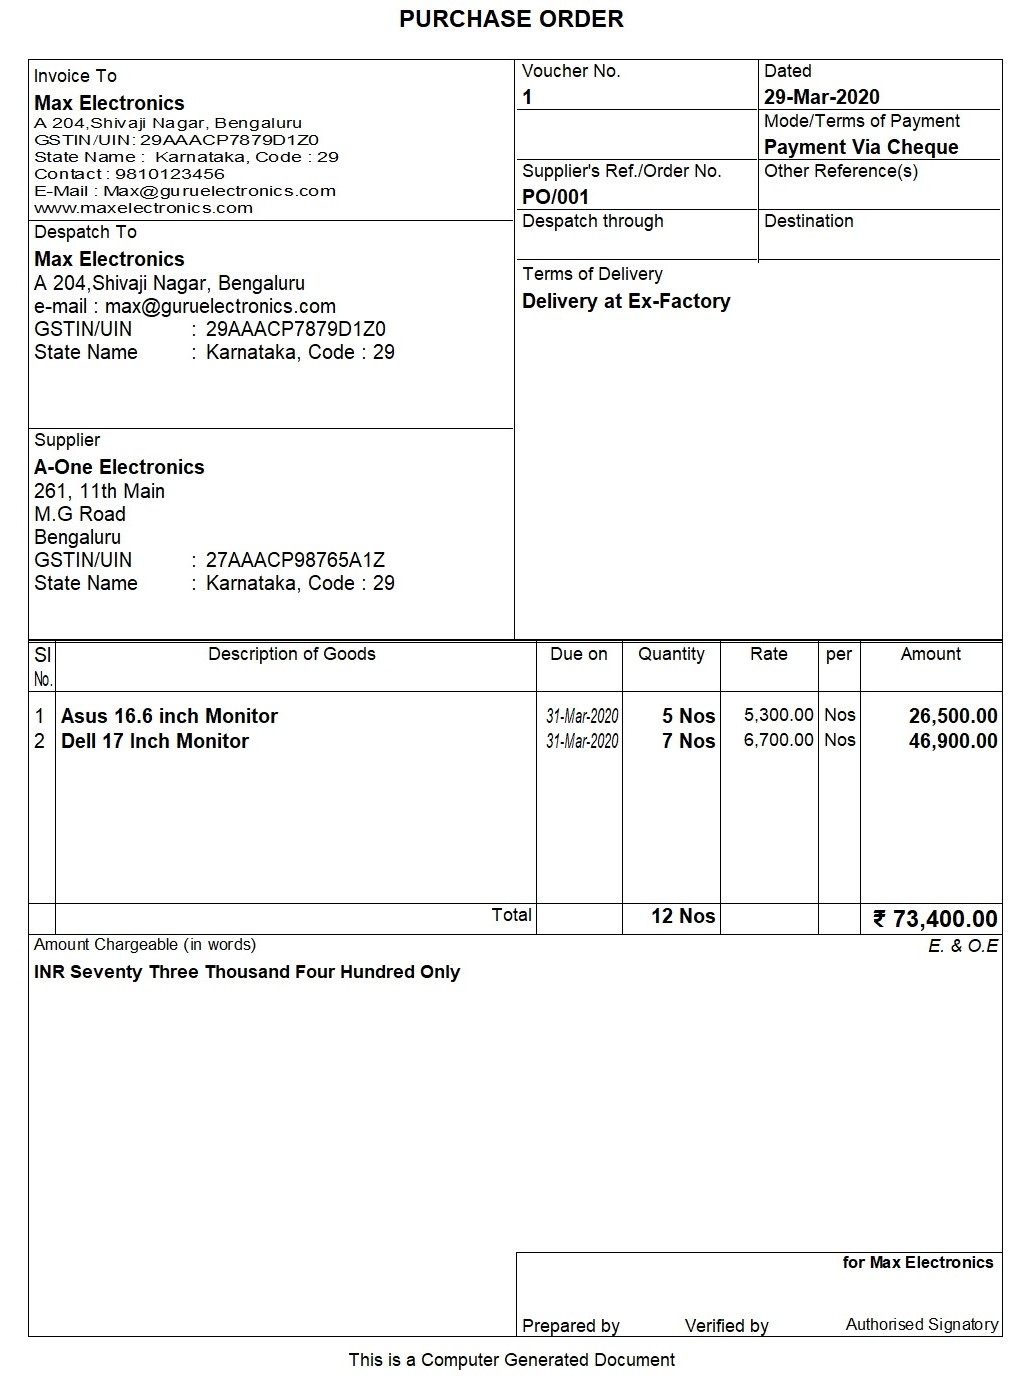 PURCHASE ORDER
Invoice To
Max Electronics
A 204,Shivaji Nagar, Bengaluru
GSTIN/UIN: 29AAACP7879D1Z0
State Name : Karnataka, Code : 29
Contact : 9810123456
E-Mail : Max@guruelectronics.com
www.maxelectronics.com
Voucher No.
1
Dated
29-Mar-2020
Mode/Terms of Payment
Payment Via Cheque
Supplier's Ref./Order No.
PO/001
Other Reference(s)
Despatch through
Destination
Terms of Delivery
Delivery at Ex-Factory
Despatch To
Max Electronics
A 204,Shivaji Nagar, Bengaluru
e-mail : max@guruelectronics.com
GSTIN/UIN : 29AAACP7879D1Z0
State Name : Karnataka, Code : 29
Supplier
A-One Electronics
261, 11th Main
M.G Road
Bengaluru
GSTIN/UIN : 27AAACP98765A1Z
State Name : Karnataka, Code : 29
Sl No. Description of Goods Due on Quantity Rate per Amount
1 Asus 16.6 inch Monitor 31-Mar-2020 5 Nos 5,300.00 Nos 26,500.00
2 Dell 17 Inch Monitor 31-Mar-2020 7 Nos 6,700.00 Nos 46,900.00
Total 12 Nos ₹ 73,400.00
Amount Chargeable (in words) E. & O.E
INR Seventy Three Thousand Four Hundred Only
for Max Electronics
Prepared by Verified by Authorised Signatory
This is a Computer Generated Document